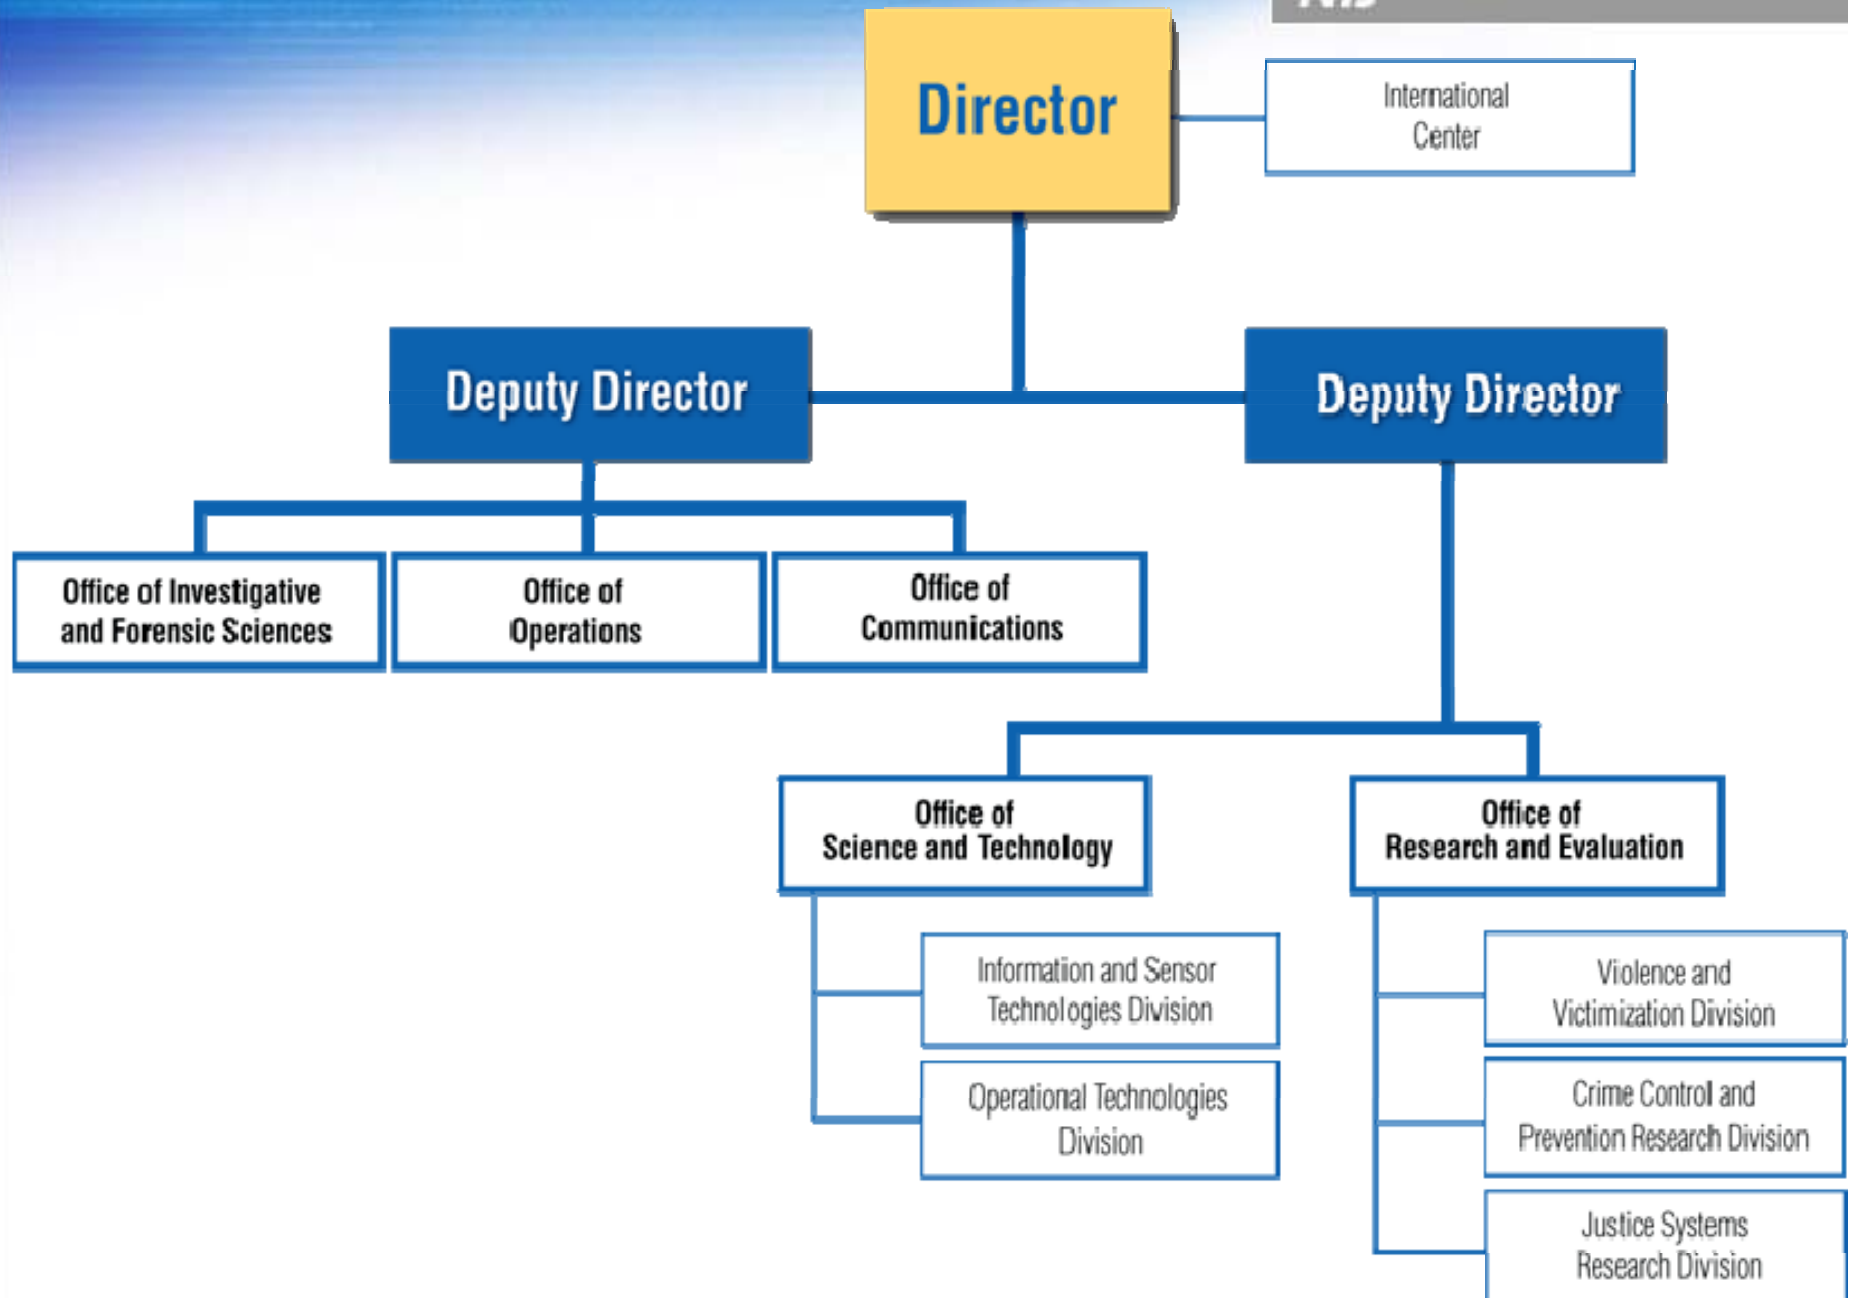 Director
International
Center
Deputy Director
Deputy Director
Office of Investigative
and Forensic Sciences
Office of
Operations
Office of
Communications
Office of
Science and Technology
Office of
Research and Evaluation
Information and Sensor
Technologies Division
Operational Technologies
Division
Violence and
Victimization Division
Crime Control and
Prevention Research Division
Justice Systems
Research Division